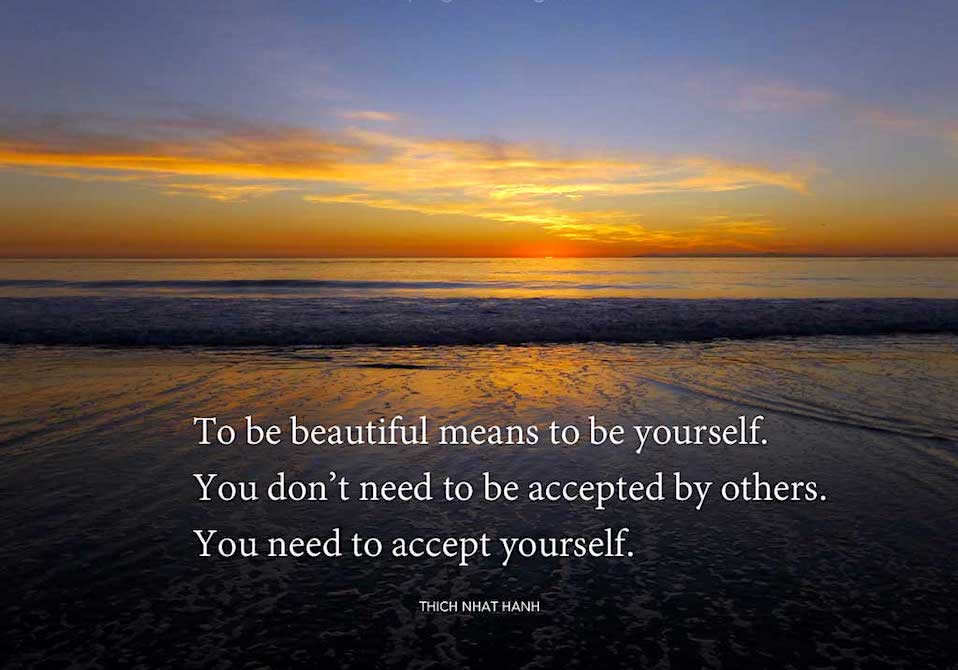 To be beautiful means to be yourself.
You don’t need to be accepted by others.
You need to accept yourself.
THICH NHAT HANH